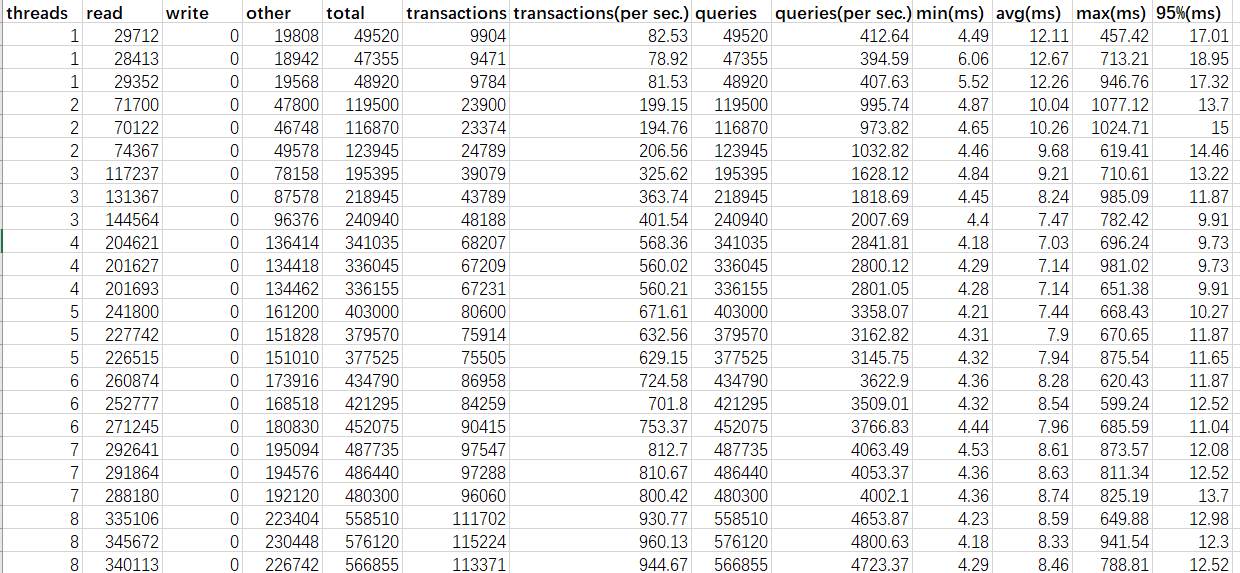 threads read write other total transactions transactions(per sec.) queries queries(per sec.) min(ms) avg(ms) max(ms) 95%(ms)
1 29712 0 19808 49520 9904 82.53 49520 412.64 4.49 12.11 457.42 17.01
1 28413 0 18942 47355 9471 78.92 47355 394.59 6.06 12.67 713.21 18.95
1 29352 0 19568 48920 9784 81.53 48920 407.63 5.52 12.26 946.76 17.32
2 71700 0 47800 119500 23900 199.15 119500 995.74 4.87 10.04 1077.12 13.7
2 70122 0 46748 116870 23374 194.76 116870 973.82 4.65 10.26 1024.71 15
2 74367 0 49578 123945 24789 206.56 123945 1032.82 4.46 9.68 619.41 14.46
3 117237 0 78158 195395 39079 325.62 195395 1628.12 4.84 9.21 710.61 13.22
3 131367 0 87578 218945 43789 363.74 218945 1818.69 4.45 8.24 985.09 11.87
3 144564 0 96376 240940 48188 401.54 240940 2007.69 4.4 7.47 782.42 9.91
4 204621 0 136414 341035 68207 568.36 341035 2841.81 4.18 7.03 696.24 9.73
4 201627 0 134418 336045 67209 560.02 336045 2800.12 4.29 7.14 981.02 9.73
4 201693 0 134462 336155 67231 560.21 336155 2801.05 4.28 7.14 651.38 9.91
5 241800 0 161200 403000 80600 671.61 403000 3358.07 4.21 7.44 668.43 10.27
5 227742 0 151828 379570 75914 632.56 379570 3162.82 4.31 7.9 670.65 11.87
5 226515 0 151010 377525 75505 629.15 377525 3145.75 4.32 7.94 875.54 11.65
6 260874 0 173916 434790 86958 724.58 434790 3622.9 4.36 8.28 620.43 11.87
6 252777 0 168518 421295 84259 701.8 421295 3509.01 4.32 8.54 599.24 12.52
6 271245 0 180830 452075 90415 753.37 452075 3766.83 4.44 7.96 685.59 11.04
7 292641 0 195094 487735 97547 812.7 487735 4063.49 4.53 8.61 873.57 12.08
7 291864 0 194576 486440 97288 810.67 486440 4053.37 4.36 8.63 811.34 12.52
7 288180 0 192120 480300 96060 800.42 480300 4002.1 4.36 8.74 825.19 13.7
8 335106 0 223404 558510 111702 930.77 558510 4653.87 4.23 8.59 649.88 12.98
8 345672 0 230448 576120 115224 960.13 576120 4800.63 4.18 8.33 941.54 12.3
8 340113 0 226742 566855 113371 944.67 566855 4723.37 4.29 8.46 788.81 12.52